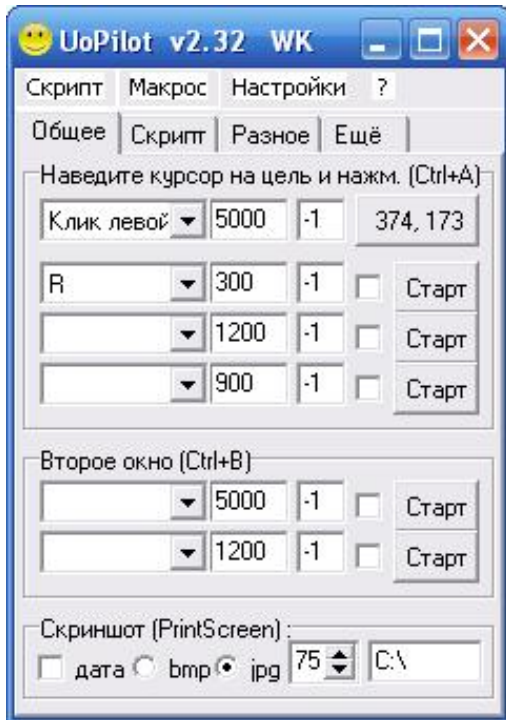 UoPilot v2.32 WK
Скрипт Макрос Настройки ?
Общее Скрипт Разное Ещё
Наведите курсор на цель и нажм. (Ctrl+A)
Клик левой 5000 -1 374, 173
R 300 -1 Старт
1200 -1 Старт
900 -1 Старт
Второе окно (Ctrl+B)
5000 -1 Старт
1200 -1 Старт
Скриншот (PrintScreen) :
дата bmp jpg 75 C:\